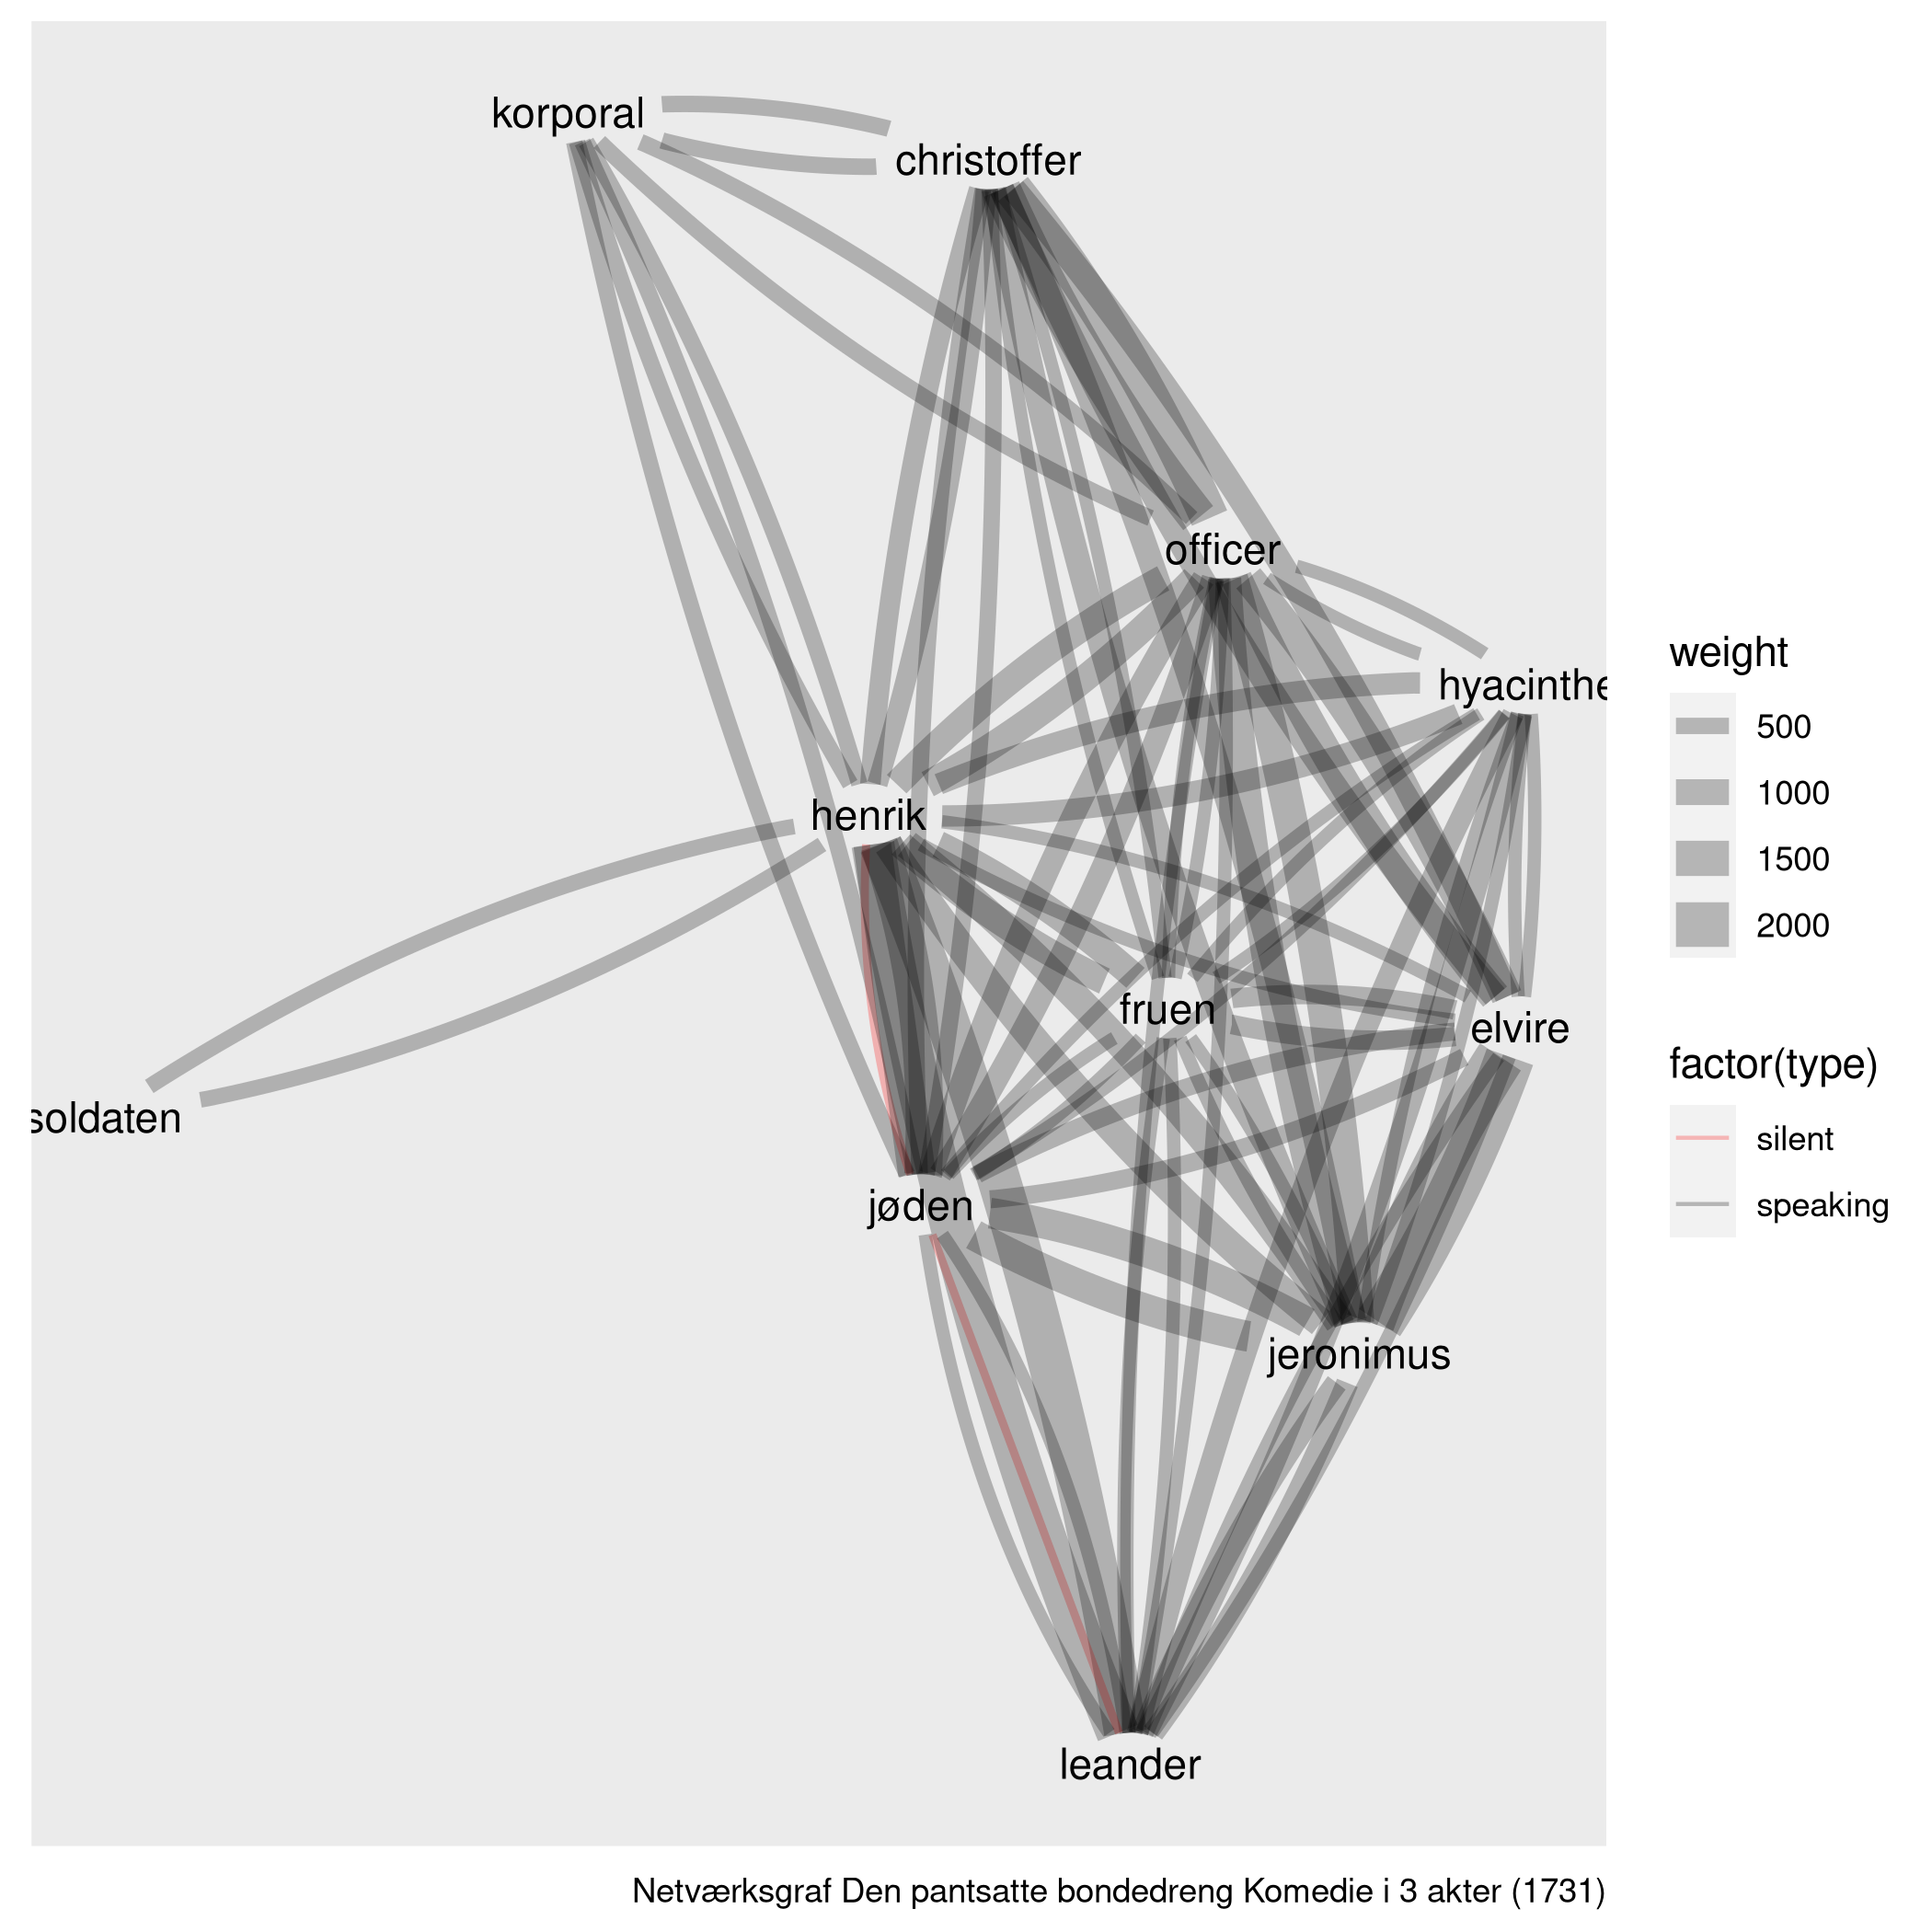 korporal
christoffer
officer
hyacinthe
henrik
fruen
elvire
soldaten
jøden
jeronimus
leander
weight
500
1000
1500
2000
factor(type)
silent
speaking
Netværksgraf Den pantsatte bondedreng Komedie i 3 akter (1731)